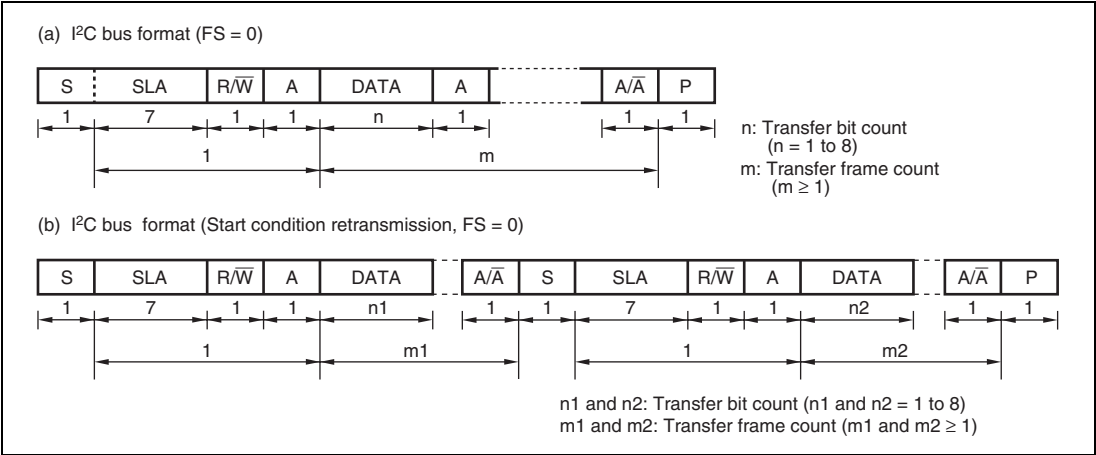 (a) I²C bus format (FS = 0)
S SLA R/W̅ A DATA A A/A̅ P
1 7 1 1 n 1 1 1
1 m
n: Transfer bit count
(n = 1 to 8)
m: Transfer frame count
(m ≥ 1)
(b) I²C bus format (Start condition retransmission, FS = 0)
S SLA R/W̅ A DATA A/A̅ S SLA R/W̅ A DATA A/A̅ P
1 7 1 1 n1 1 1 7 1 1 n2 1 1
1 m1 1 m2
n1 and n2: Transfer bit count (n1 and n2 = 1 to 8)
m1 and m2: Transfer frame count (m1 and m2 ≥ 1)